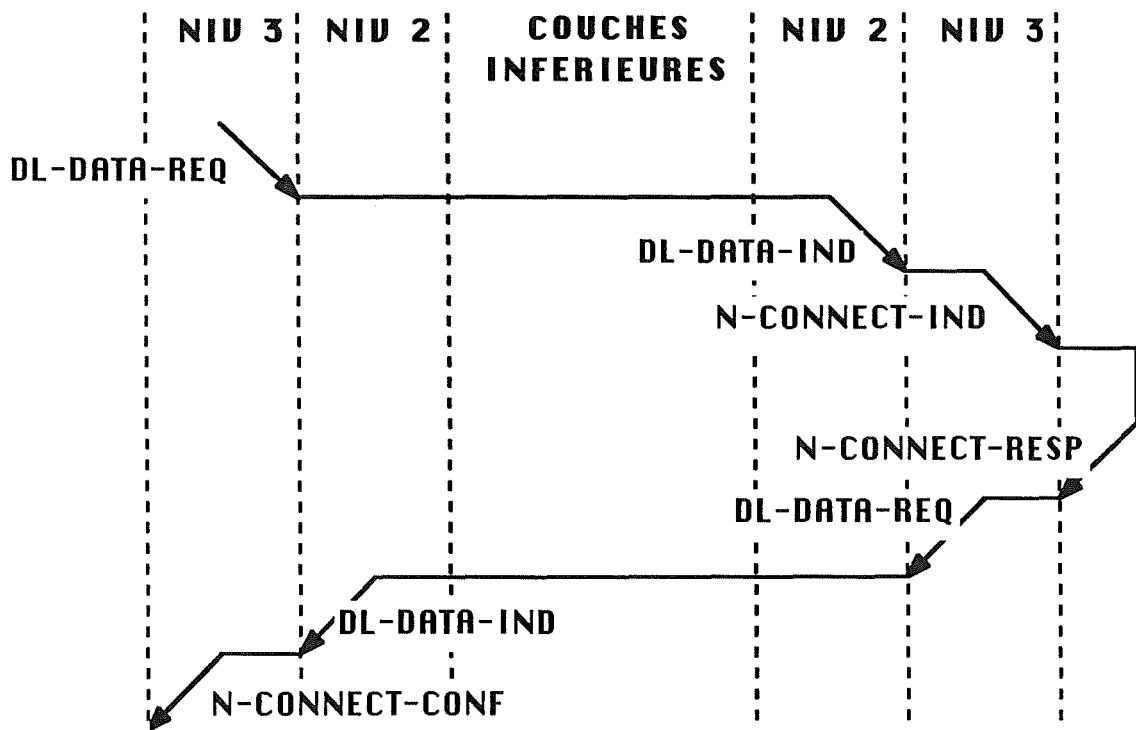 NIV 3
NIV 2
COUCHES
INFERIEURES
NIV 2
NIV 3
DL-DATA-REQ
DL-DATA-IND
N-CONNECT-IND
N-CONNECT-RESP
DL-DATA-REQ
DL-DATA-IND
N-CONNECT-CONF